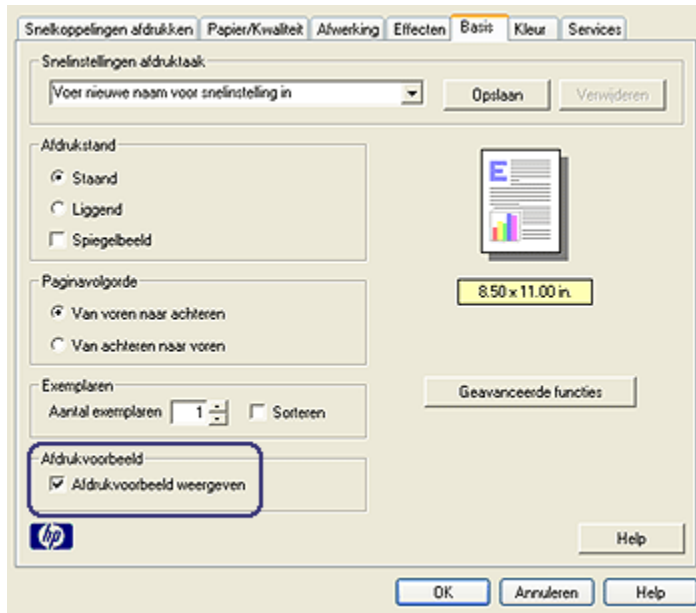 Snelkoppelingen afdrukken Papier/Kwaliteit Afwerking Effecten Basis Kleur Services
Snelinstellingen afdruktaak
Voer nieuwe naam voor snelinstelling in Opslaan Verwijderen
Afdrukstand
Staand
Liggend
Spiegelbeeld
E
8.50 x 11.00 in.
Paginavolgorde
Van voren naar achteren
Van achteren naar voren
Geavanceerde functies
Exemplaren
Aantal exemplaren 1 Sorteren
Afdrukvoorbeeld
Afdrukvoorbeeld weergeven
hp Help
OK Annuleren Help